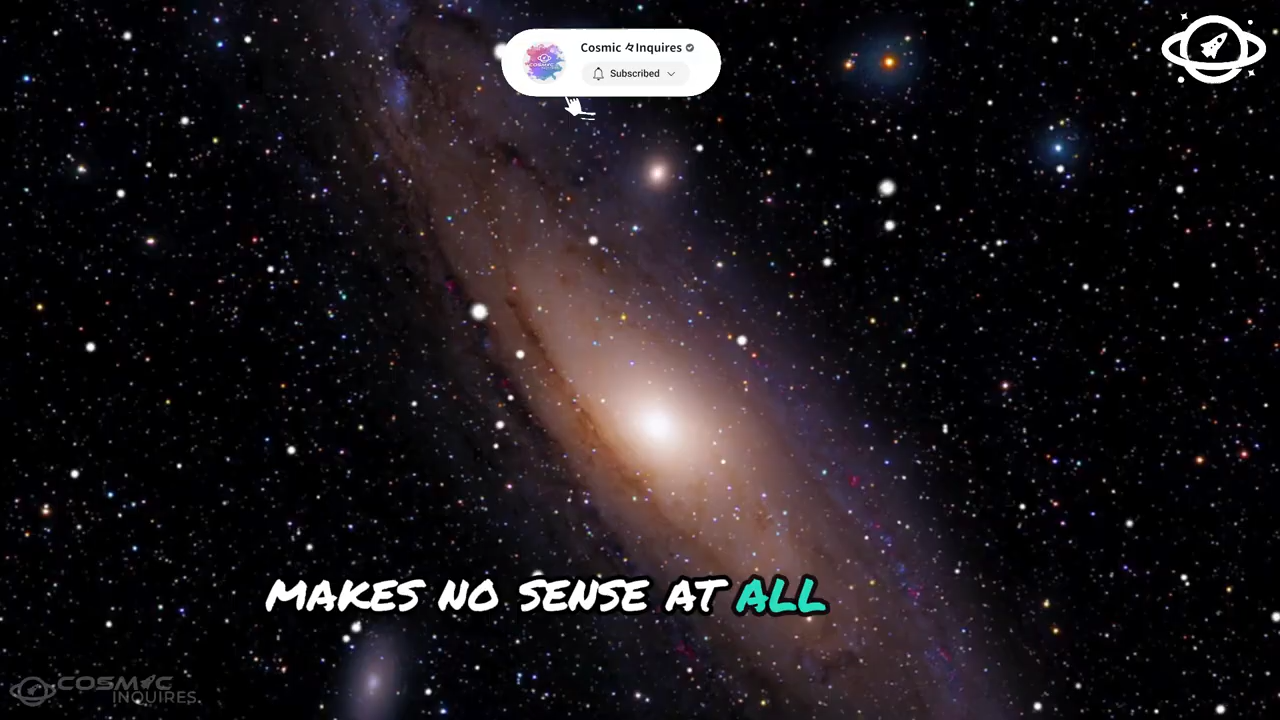 Cosmic Inquires
Subscribed
MAKES NO SENSE AT ALL
COSMIC
INQUIRES